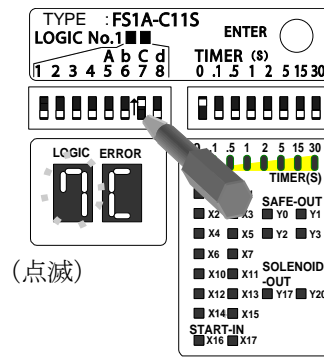 TYPE : FS1A-C11S
LOGIC No.1■■
ENTER
A b C d
TIMER (S)
1 2 3 4 5 6 7 8
0 .1 .5 1 2 5 15 30
LOGIC ERROR
.1 .5 1 2 5 15 30
TIMER(S)
SAFE-OUT
X2 X3 Y0 Y1
X4 X5 Y2 Y3
X6 X7
X10 X11 SOLENOID
-OUT
X12 X13 Y17 Y20
X14 X15
START-IN
X16 X17
(点滅)